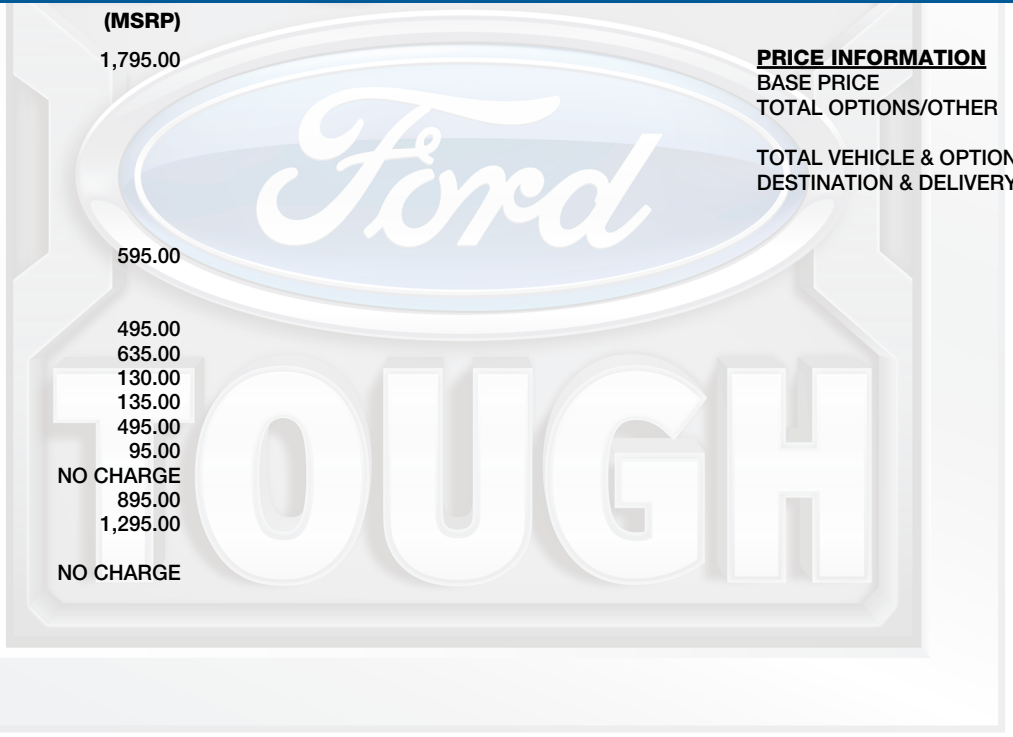 (MSRP)
1,795.00
595.00
495.00
635.00
130.00
135.00
495.00
95.00
NO CHARGE
895.00
1,295.00
NO CHARGE
PRICE INFORMATION
BASE PRICE
TOTAL OPTIONS/OTHER
TOTAL VEHICLE & OPTION
DESTINATION & DELIVERY
Ford
TOUGH